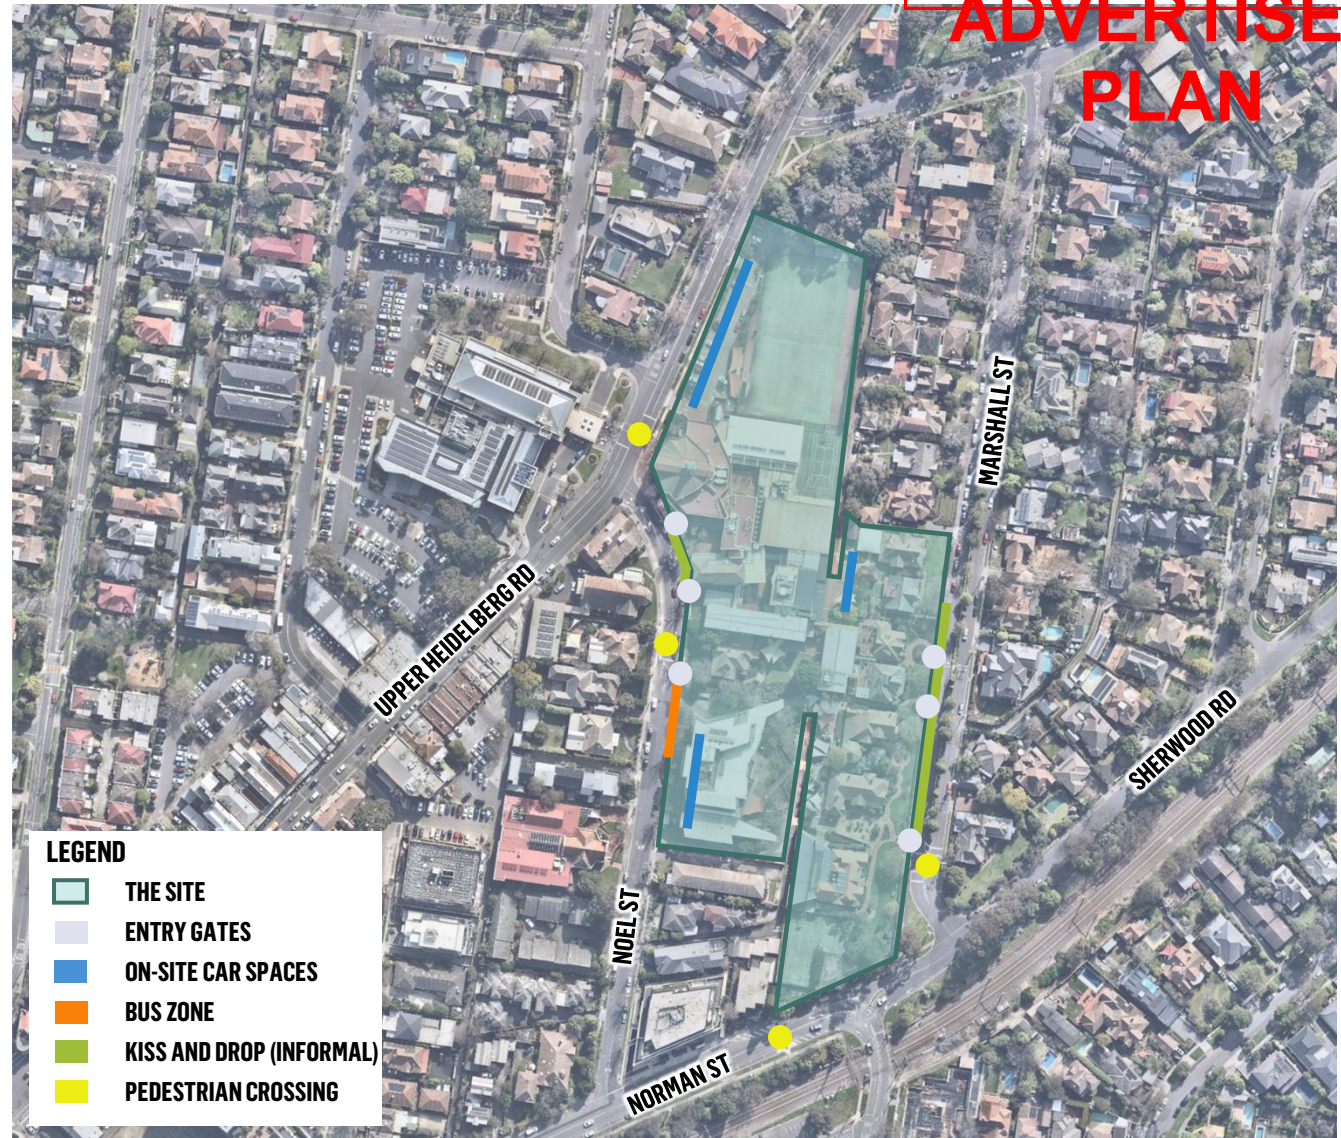 ADVERTISE
PLAN
MARSHALL ST
UPPER HEIDELBERG RD
SHERWOOD RD
NOEL ST
NORMAN ST
LEGEND
THE SITE
ENTRY GATES
ON-SITE CAR SPACES
BUS ZONE
KISS AND DROP (INFORMAL)
PEDESTRIAN CROSSING